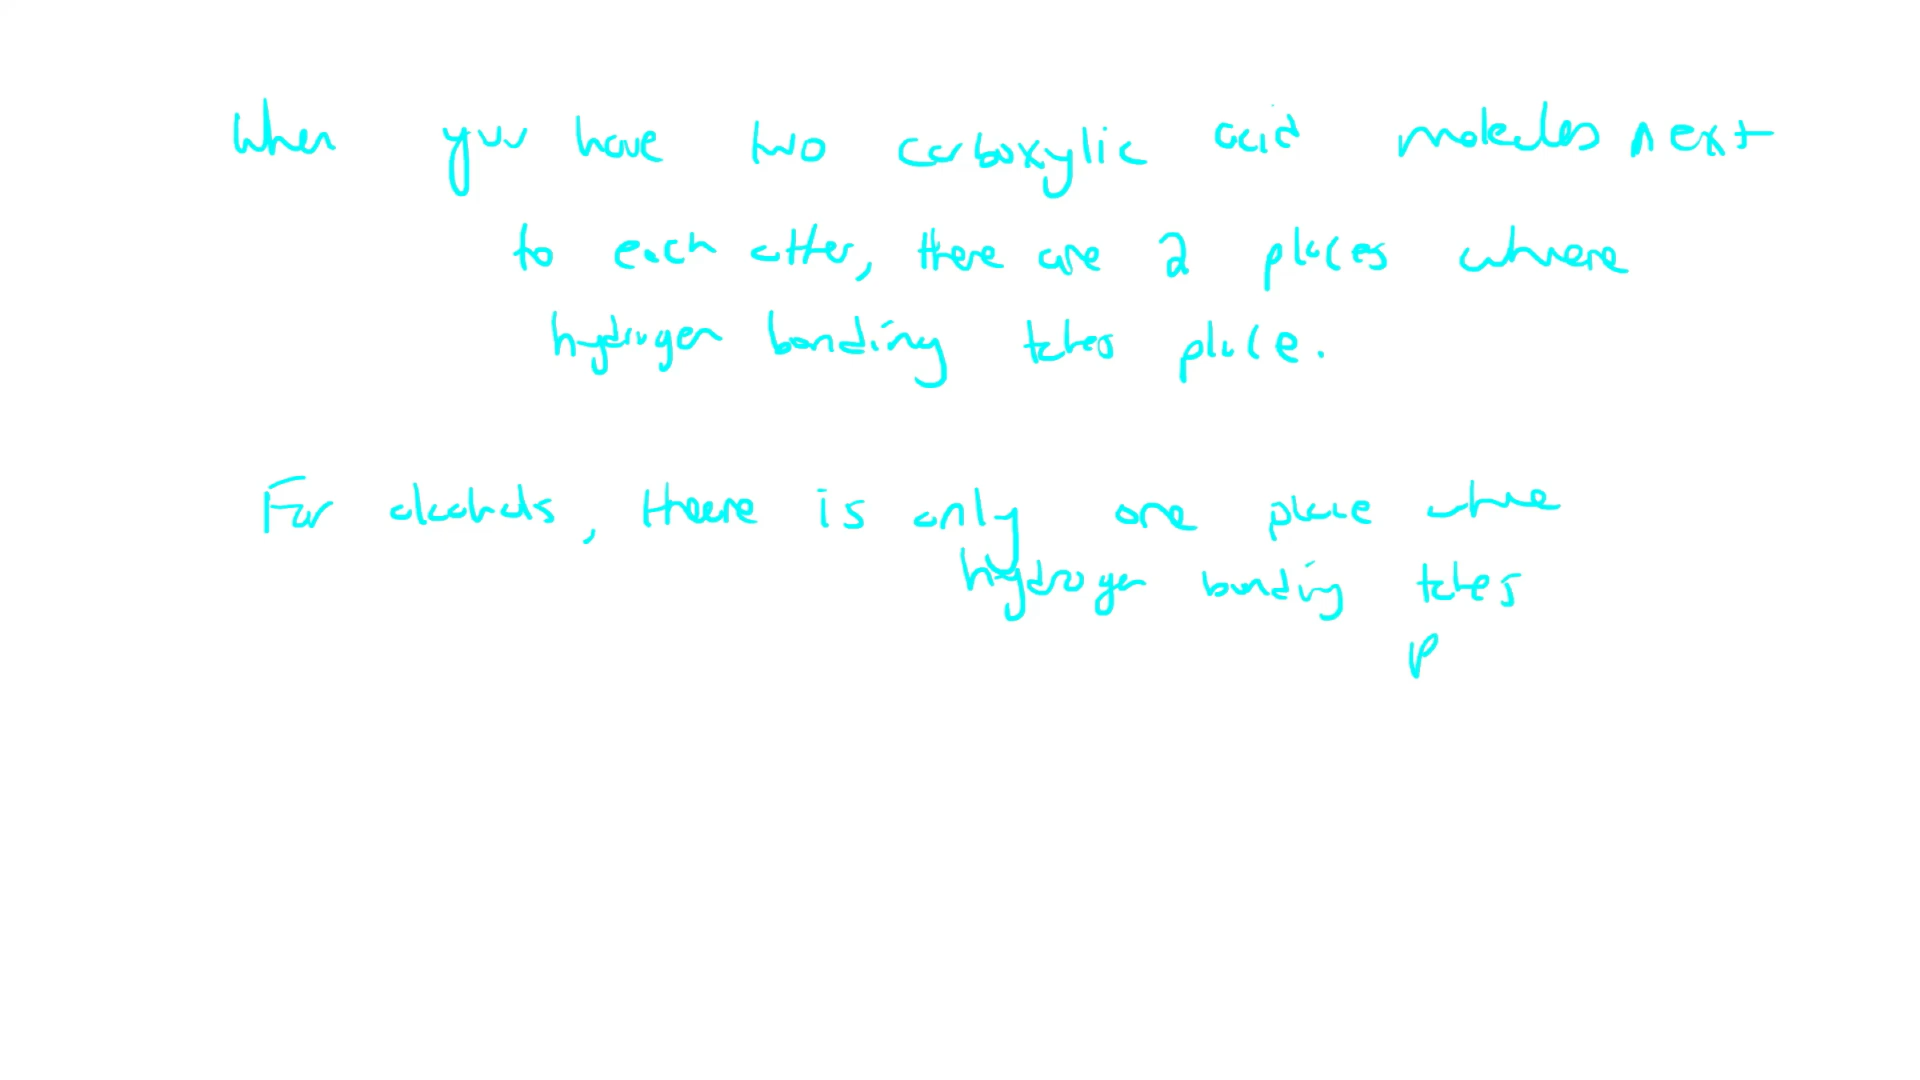 When you have two carboxylic acid molecules next
to each other, there are 2 places where
hydrogen bonding takes place.
For alcohols, there is only one place where
hydrogen bonding takes
p